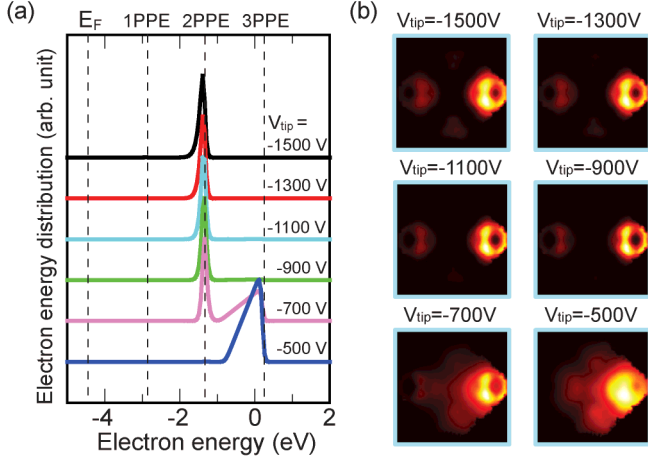 (a)
E_F 1PPE 2PPE 3PPE
Electron energy distribution (arb. unit)
V_tip =
-1500 V
-1300 V
-1100 V
-900 V
-700 V
-500 V
-4 -2 0 2
Electron energy (eV)
(b)
V_tip=-1500V V_tip=-1300V
V_tip=-1100V V_tip=-900V
V_tip=-700V V_tip=-500V